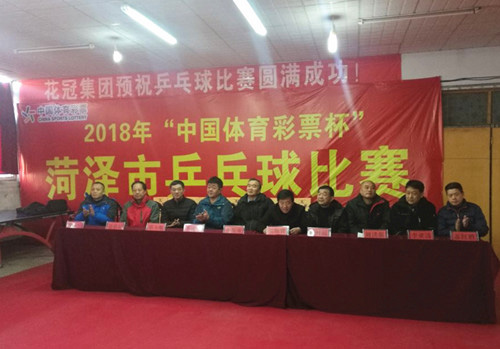 花冠集团预祝乒乓球比赛圆满成功！
中国体育彩票
CHINA SPORTS LOTTERY
2018年“中国体育彩票杯”
菏泽市乒乓球比赛